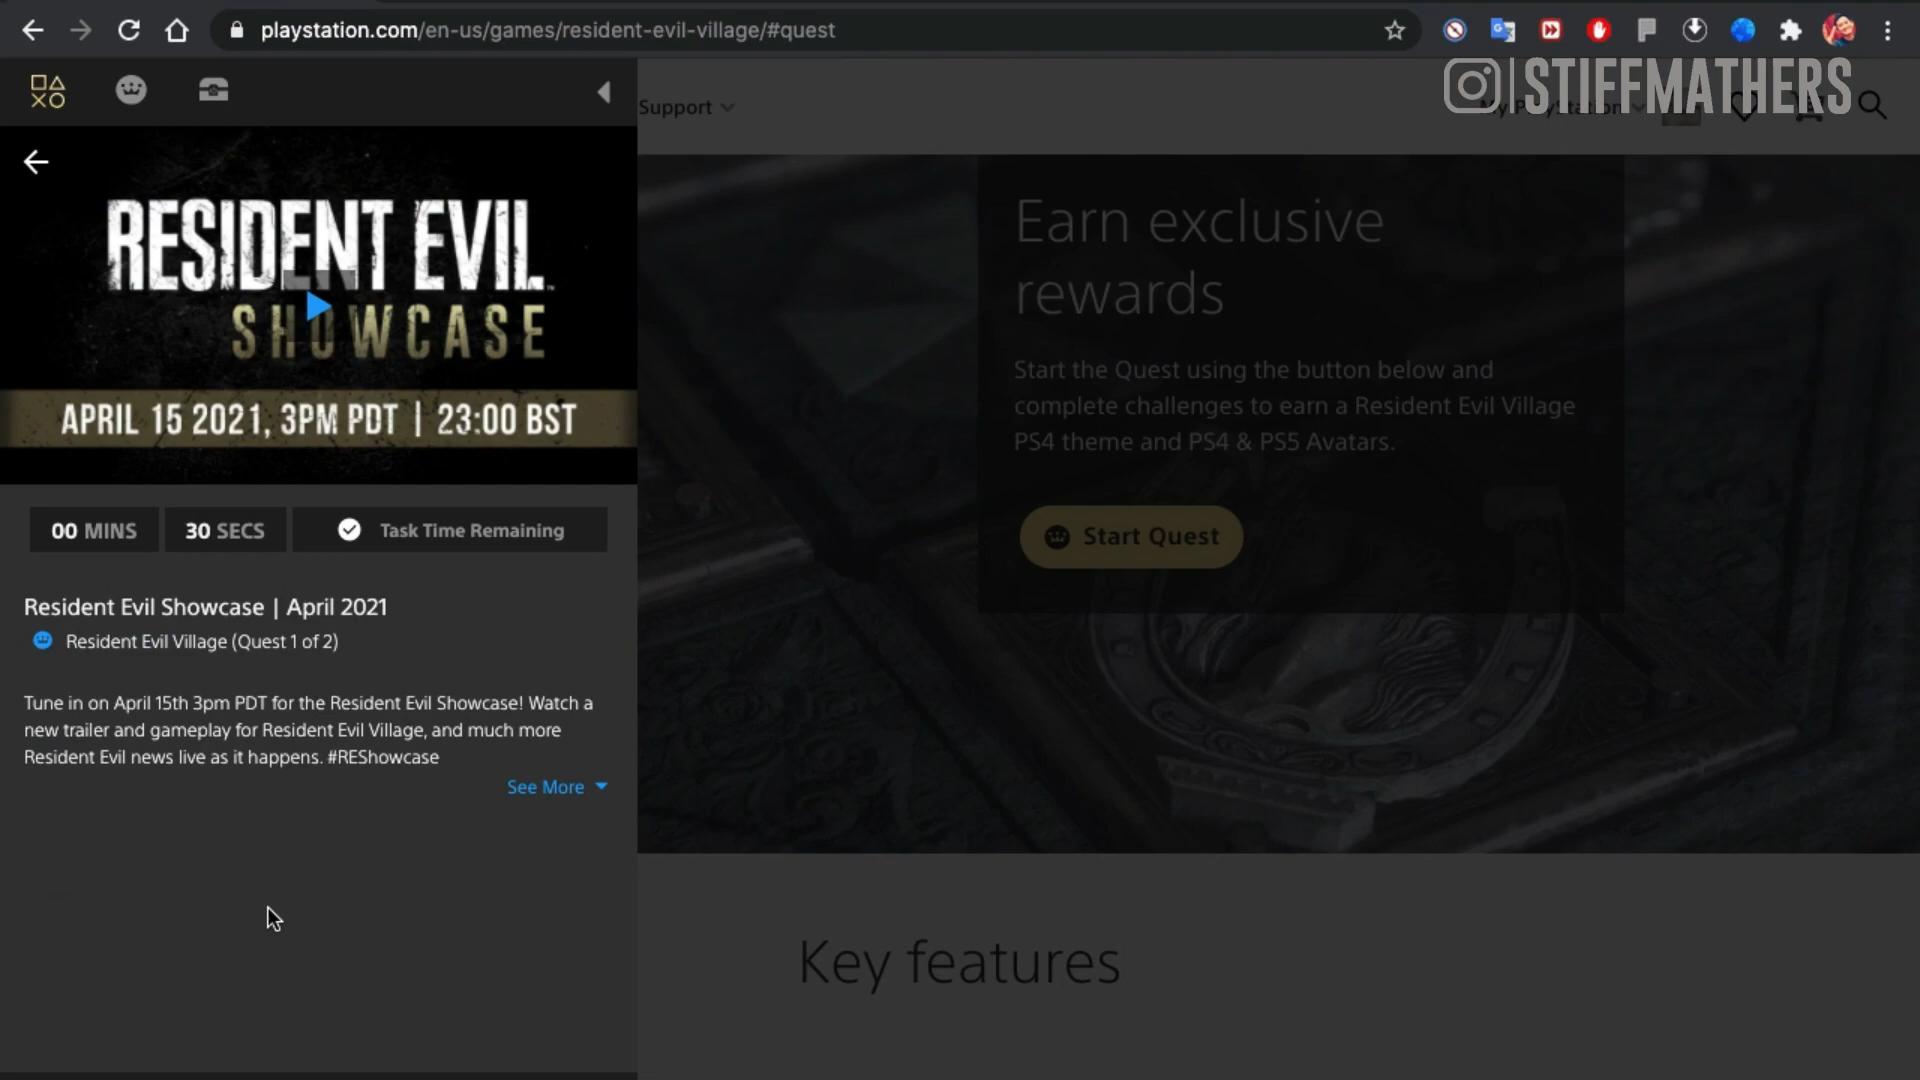 playstation.com/en-us/games/resident-evil-village/#quest
STIFFMATHERS
Support
My PlayStation
RESIDENT EVIL
SHOWCASE
APRIL 15 2021, 3PM PDT | 23:00 BST
00 MINS
30 SECS
Task Time Remaining
Resident Evil Showcase | April 2021
Resident Evil Village (Quest 1 of 2)
Tune in on April 15th 3pm PDT for the Resident Evil Showcase! Watch a
new trailer and gameplay for Resident Evil Village, and much more
Resident Evil news live as it happens. #REShowcase
See More
Earn exclusive
rewards
Start the Quest using the button below and
complete challenges to earn a Resident Evil Village
PS4 theme and PS4 & PS5 Avatars.
Start Quest
Key features